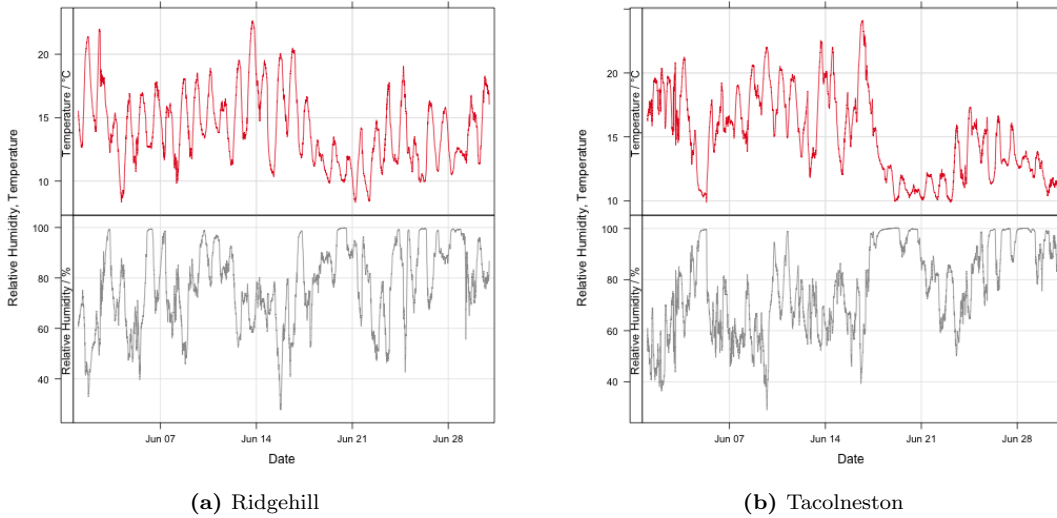 Relative Humidity, Temperature
Temperature / °C
20
15
10
Relative Humidity / %
100
80
60
40
Jun 07 Jun 14 Jun 21 Jun 28
Date
(a) Ridgehill
Relative Humidity, Temperature
Temperature / °C
20
15
10
Relative Humidity / %
100
80
60
40
Jun 07 Jun 14 Jun 21 Jun 28
Date
(b) Tacolneston